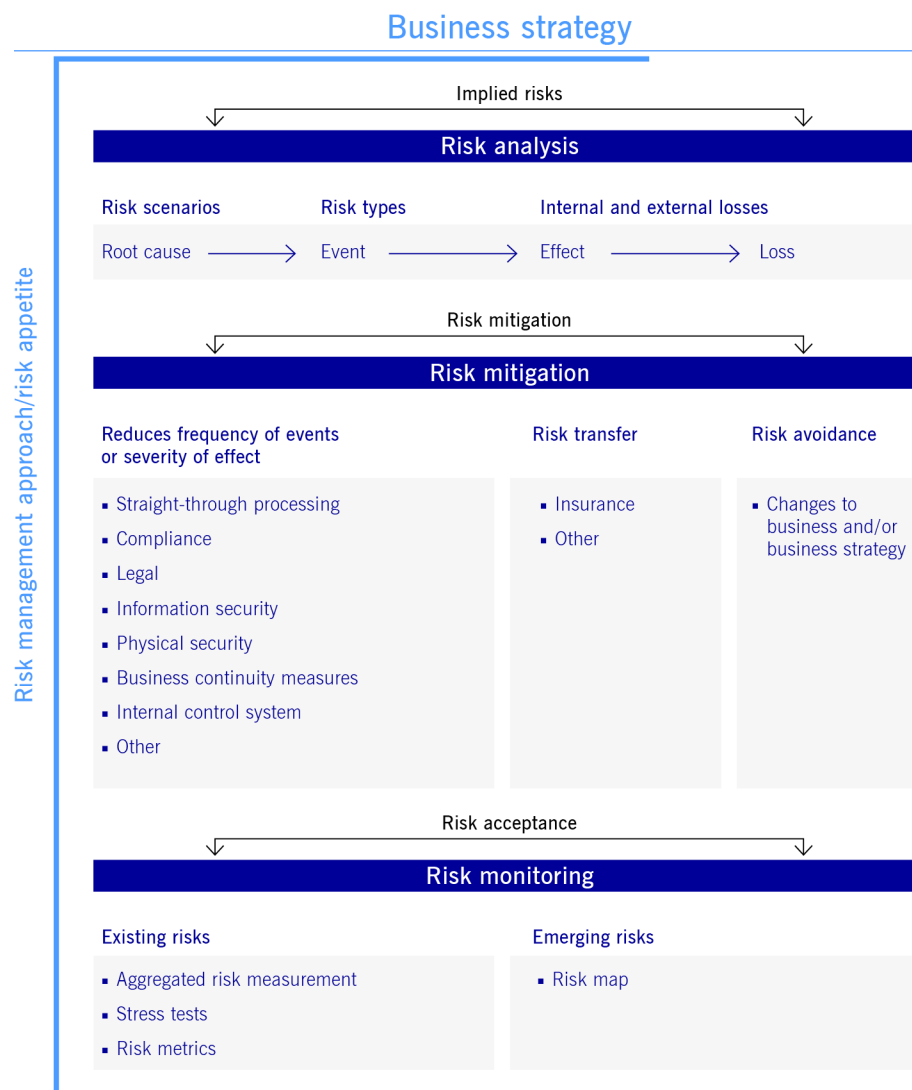 Business strategy
Risk management approach/risk appetite
Implied risks
Risk analysis
Risk scenarios
Risk types
Internal and external losses
Root cause
Event
Effect
Loss
Risk mitigation
Risk mitigation
Reduces frequency of events
or severity of effect
▪ Straight-through processing
▪ Compliance
▪ Legal
▪ Information security
▪ Physical security
▪ Business continuity measures
▪ Internal control system
▪ Other
Risk transfer
▪ Insurance
▪ Other
Risk avoidance
▪ Changes to
business and/or
business strategy
Risk acceptance
Risk monitoring
Existing risks
▪ Aggregated risk measurement
▪ Stress tests
▪ Risk metrics
Emerging risks
▪ Risk map